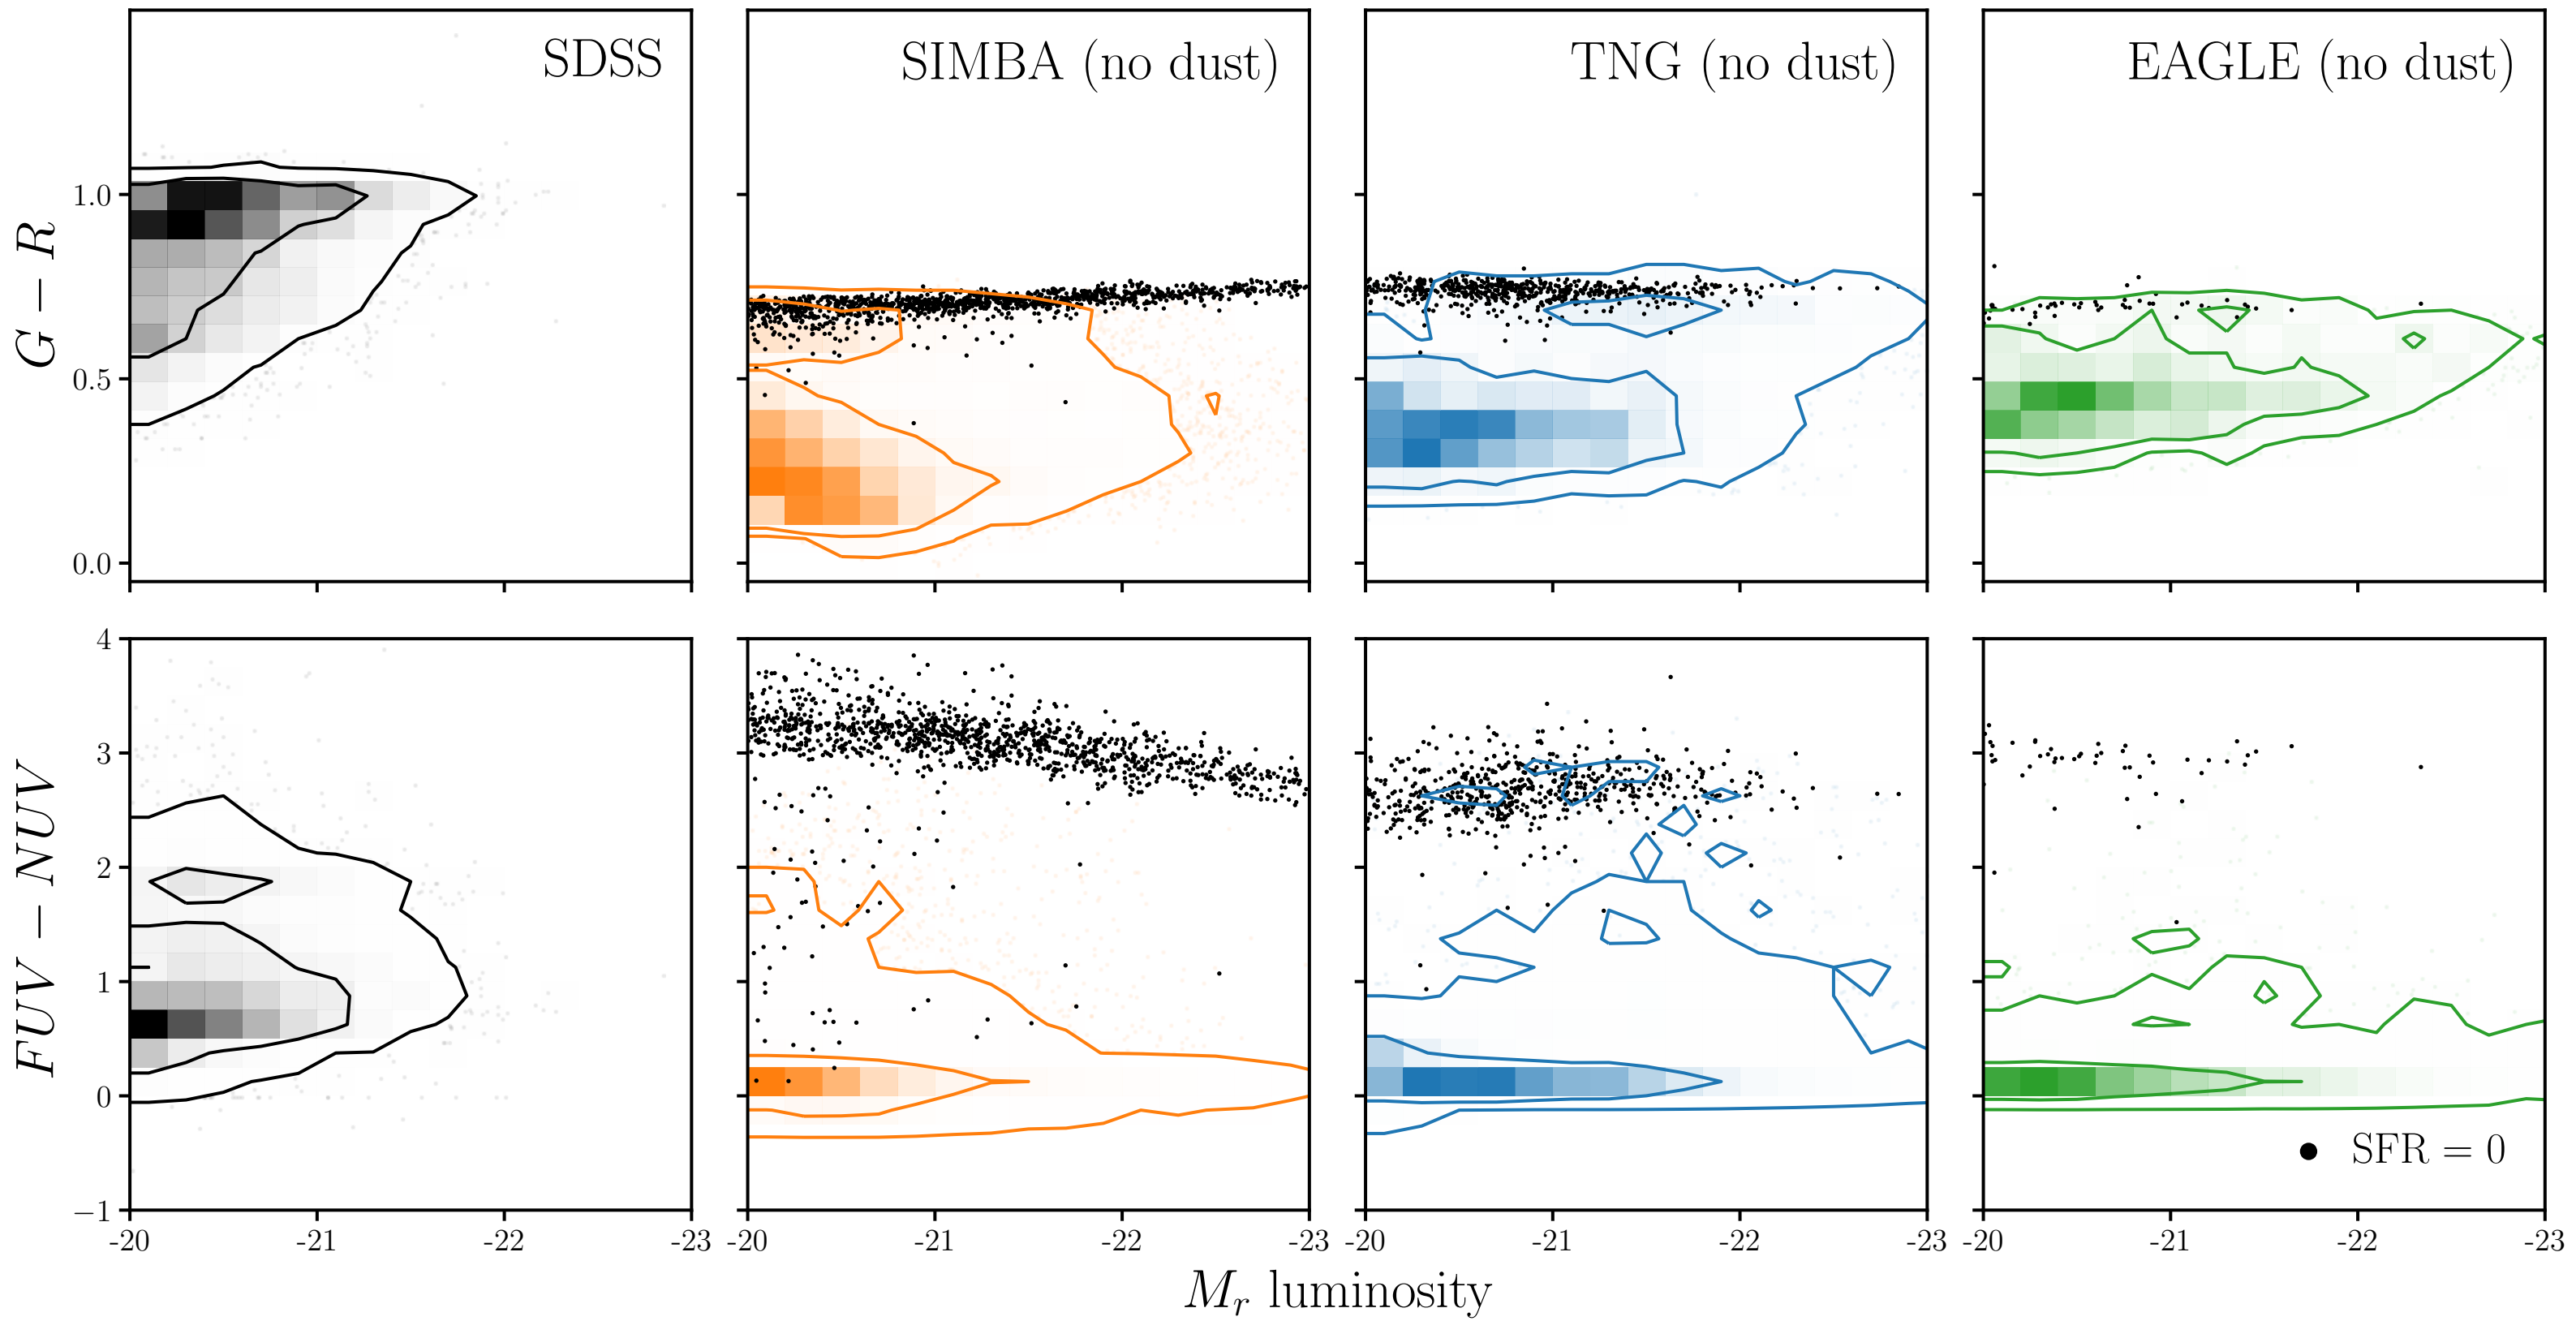 SDSS
SIMBA (no dust)
TNG (no dust)
EAGLE (no dust)
G − R
1.0
0.5
0.0
FUV − NUV
4
3
2
1
0
−1
SFR = 0
-20 -21 -22 -23
-20 -21 -22 -23
-20 -21 -22 -23
-20 -21 -22 -23
M_r luminosity